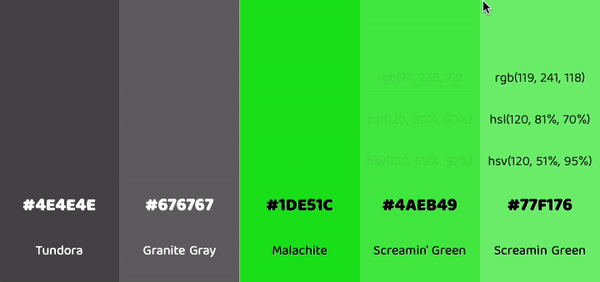 rgb(74, 235, 73)
rgb(119, 241, 118)
hsl(120, 80%, 60%)
hsl(120, 81%, 70%)
hsv(120, 69%, 92%)
hsv(120, 51%, 95%)
#4E4E4E
#676767
#1DE51C
#4AEB49
#77F176
Tundora
Granite Gray
Malachite
Screamin' Green
Screamin Green